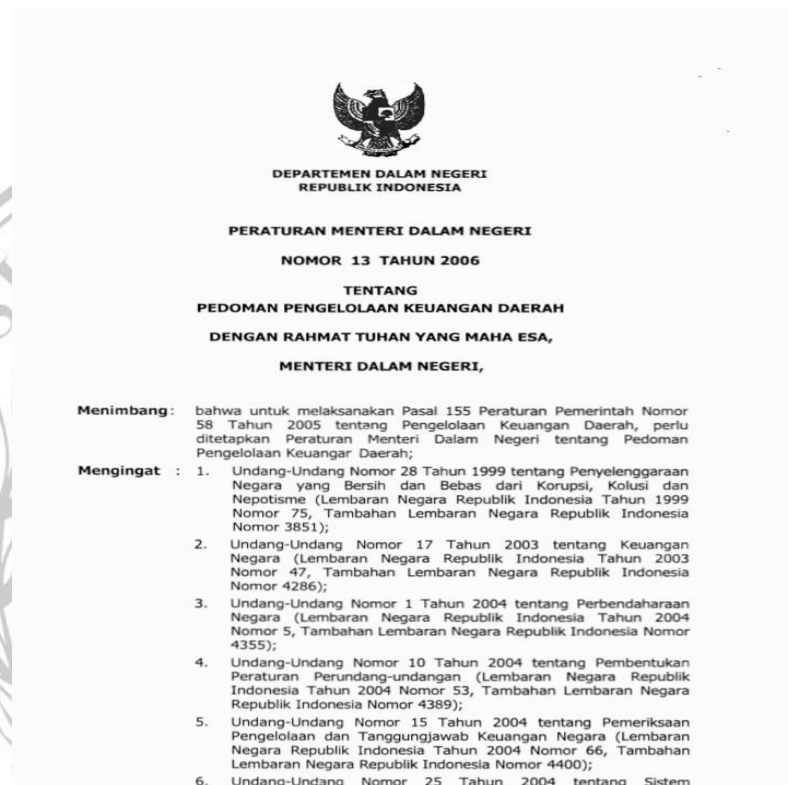 DEPARTEMEN DALAM NEGERI
REPUBLIK INDONESIA
PERATURAN MENTERI DALAM NEGERI
NOMOR 13 TAHUN 2006
TENTANG
PEDOMAN PENGELOLAAN KEUANGAN DAERAH
DENGAN RAHMAT TUHAN YANG MAHA ESA,
MENTERI DALAM NEGERI,
Menimbang : bahwa untuk melaksanakan Pasal 155 Peraturan Pemerintah Nomor
58 Tahun 2005 tentang Pengelolaan Keuangan Daerah, perlu
ditetapkan Peraturan Menteri Dalam Negeri tentang Pedoman
Pengelolaan Keuangar Daerah;
Mengingat : 1. Undang-Undang Nomor 28 Tahun 1999 tentang Penyelenggaraan
Negara yang Bersih dan Bebas dari Korupsi, Kolusi dan
Nepotisme (Lembaran Negara Republik Indonesia Tahun 1999
Nomor 75, Tambahan Lembaran Negara Republik Indonesia
Nomor 3851);
2. Undang-Undang Nomor 17 Tahun 2003 tentang Keuangan
Negara (Lembaran Negara Republik Indonesia Tahun 2003
Nomor 47, Tambahan Lembaran Negara Republik Indonesia
Nomor 4286);
3. Undang-Undang Nomor 1 Tahun 2004 tentang Perbendaharaan
Negara (Lembaran Negara Republik Indonesia Tahun 2004
Nomor 5, Tambahan Lembaran Negara Republik Indonesia Nomor
4355);
4. Undang-Undang Nomor 10 Tahun 2004 tentang Pembentukan
Peraturan Perundang-undangan (Lembaran Negara Republik
Indonesia Tahun 2004 Nomor 53, Tambahan Lembaran Negara
Republik Indonesia Nomor 4389);
5. Undang-Undang Nomor 15 Tahun 2004 tentang Pemeriksaan
Pengelolaan dan Tanggungjawab Keuangan Negara (Lembaran
Negara Republik Indonesia Tahun 2004 Nomor 66, Tambahan
Lembaran Negara Republik Indonesia Nomor 4400);
6. Undang-Undang Nomor 25 Tahun 2004 tentang Sistem